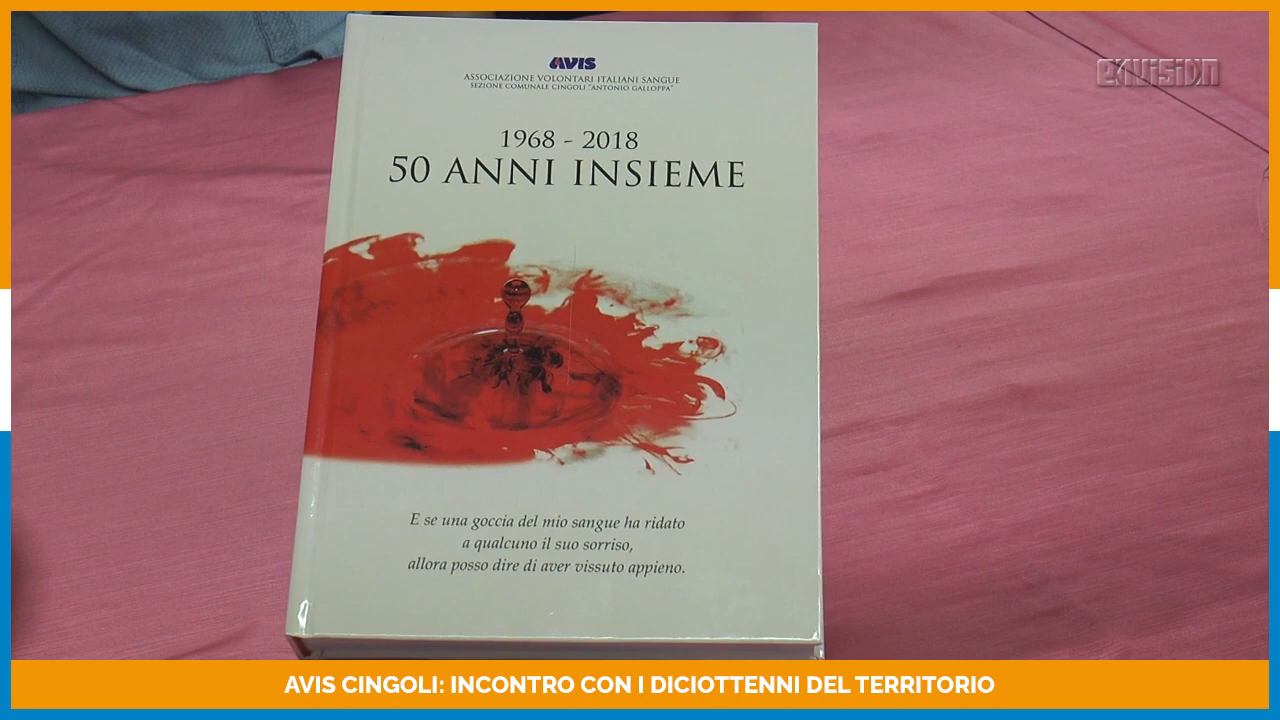 AVIS
ASSOCIAZIONE VOLONTARI ITALIANI SANGUE
SEZIONE COMUNALE CINGOLI "ANTONIO GALLOPPA"
1968 - 2018
50 ANNI INSIEME
E se una goccia del mio sangue ha ridato
a qualcuno il suo sorriso,
allora posso dire di aver vissuto appieno.
AVIS CINGOLI: INCONTRO CON I DICIOTTENNI DEL TERRITORIO